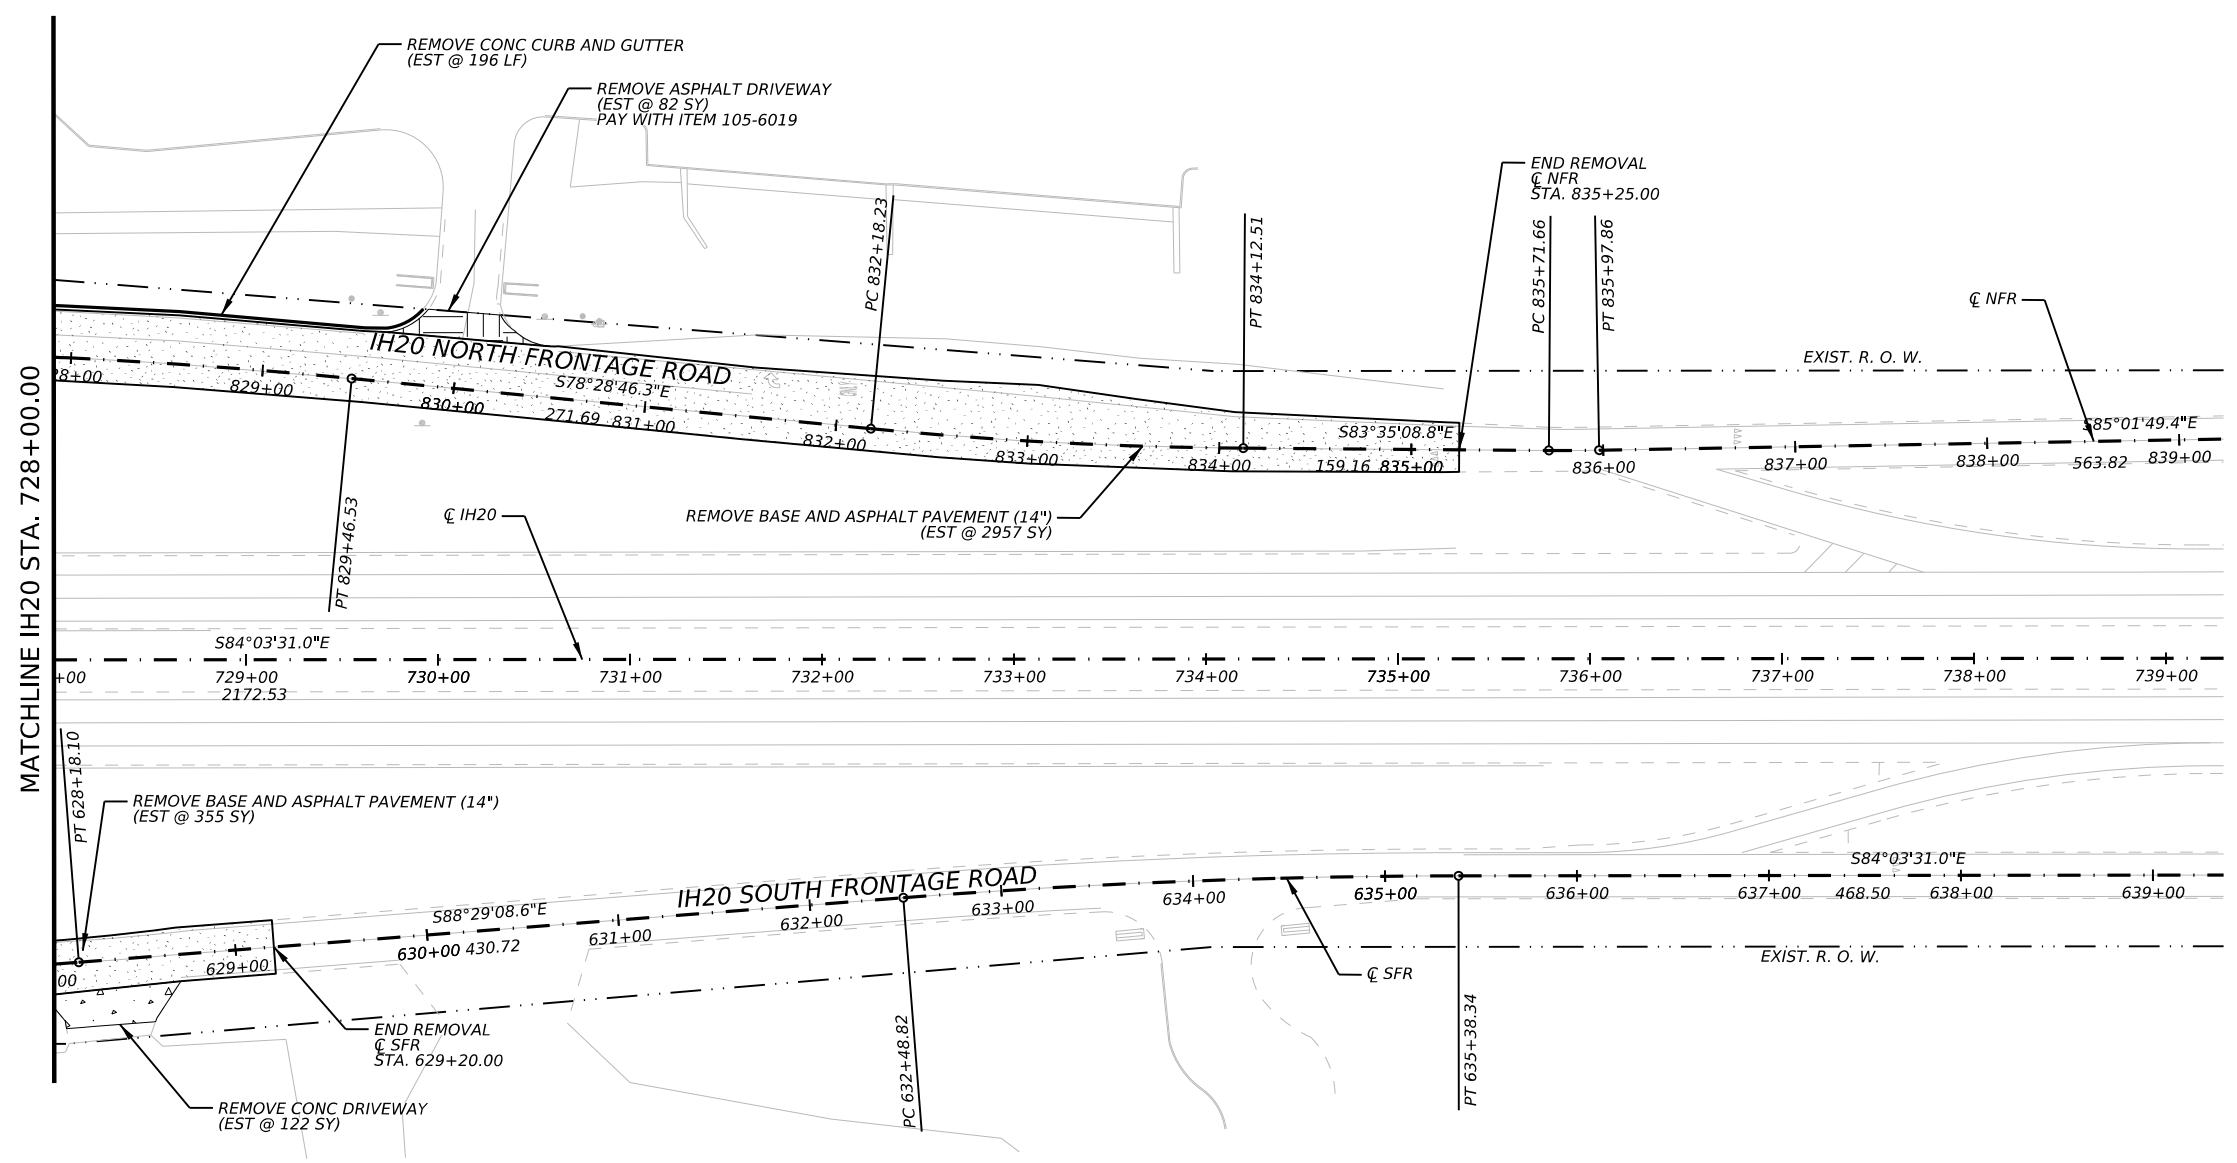 REMOVE CONC CURB AND GUTTER
(EST @ 196 LF)
REMOVE ASPHALT DRIVEWAY
(EST @ 82 SY)
PAY WITH ITEM 105-6019
END REMOVAL
℄ NFR
STA. 835+25.00
PC 832+18.23
PT 834+12.51
PC 835+71.66
PT 835+97.86
℄ NFR
EXIST. R. O. W.
IH20 NORTH FRONTAGE ROAD
S78°28'46.3"E
271.69
S83°35'08.8"E
159.16
S85°01'49.4"E
563.82
28+00
829+00
830+00
831+00
832+00
833+00
834+00
835+00
836+00
837+00
838+00
839+00
MATCHLINE IH20 STA. 728+00.00
PT 829+46.53
℄ IH20
REMOVE BASE AND ASPHALT PAVEMENT (14")
(EST @ 2957 SY)
S84°03'31.0"E
+00
729+00
730+00
731+00
732+00
733+00
734+00
735+00
736+00
737+00
738+00
739+00
2172.53
PT 628+18.10
REMOVE BASE AND ASPHALT PAVEMENT (14")
(EST @ 355 SY)
IH20 SOUTH FRONTAGE ROAD
S88°29'08.6"E
430.72
S84°03'31.0"E
468.50
00
629+00
630+00
631+00
632+00
633+00
634+00
635+00
636+00
637+00
638+00
639+00
EXIST. R. O. W.
℄ SFR
END REMOVAL
℄ SFR
STA. 629+20.00
PC 632+48.82
PT 635+38.34
REMOVE CONC DRIVEWAY
(EST @ 122 SY)